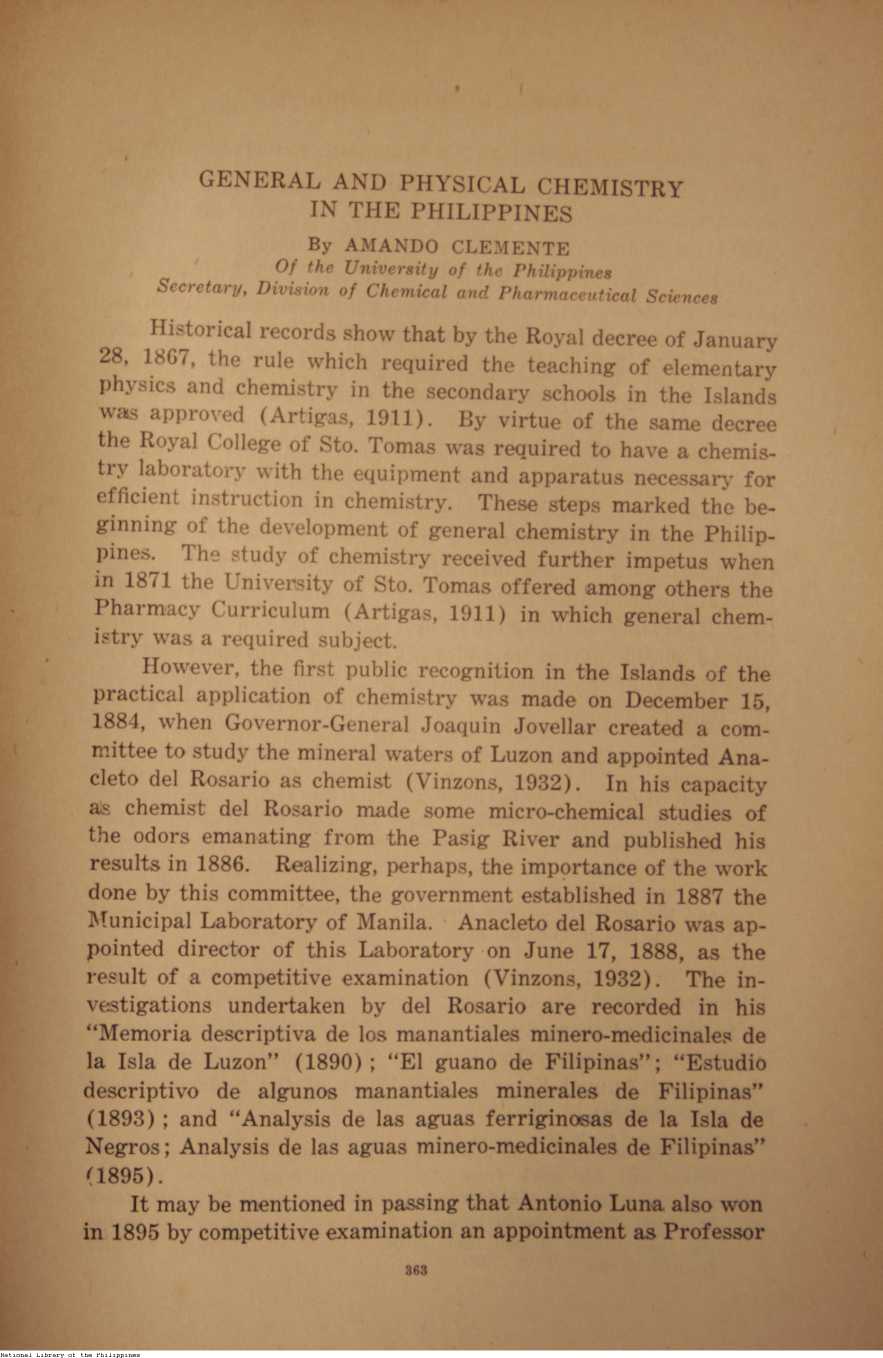 GENERAL AND PHYSICAL CHEMISTRY
IN THE PHILIPPINES
By AMANDO CLEMENTE
Of the University of the Philippines
Secretary, Division of Chemical and Pharmaceutical Sciences
Historical records show that by the Royal decree of January
28, 1867, the rule which required the teaching of elementary
physics and chemistry in the secondary schools in the Islands
was approved (Artigas, 1911). By virtue of the same decree
the Royal College of Sto. Tomas was required to have a chemis-
try laboratory with the equipment and apparatus necessary for
efficient instruction in chemistry. These steps marked the be-
ginning of the development of general chemistry in the Philip-
pines. The study of chemistry received further impetus when
in 1871 the University of Sto. Tomas offered among others the
Pharmacy Curriculum (Artigas, 1911) in which general chem-
istry was a required subject.
However, the first public recognition in the Islands of the
practical application of chemistry was made on December 15,
1884, when Governor-General Joaquin Jovellar created a com-
mittee to study the mineral waters of Luzon and appointed Ana-
cleto del Rosario as chemist (Vinzons, 1932). In his capacity
as chemist del Rosario made some micro-chemical studies of
the odors emanating from the Pasig River and published his
results in 1886. Realizing, perhaps, the importance of the work
done by this committee, the government established in 1887 the
Municipal Laboratory of Manila. Anacleto del Rosario was ap-
pointed director of this Laboratory on June 17, 1888, as the
result of a competitive examination (Vinzons, 1932). The in-
vestigations undertaken by del Rosario are recorded in his
"Memoria descriptiva de los manantiales minero-medicinales de
la Isla de Luzon" (1890); "El guano de Filipinas"; "Estudio
descriptivo de algunos manantiales minerales de Filipinas"
(1893); and "Analysis de las aguas ferriginosas de la Isla de
Negros; Analysis de las aguas minero-medicinales de Filipinas"
(1895).
It may be mentioned in passing that Antonio Luna also won
in 1895 by competitive examination an appointment as Professor
363
National Library of the Philippines